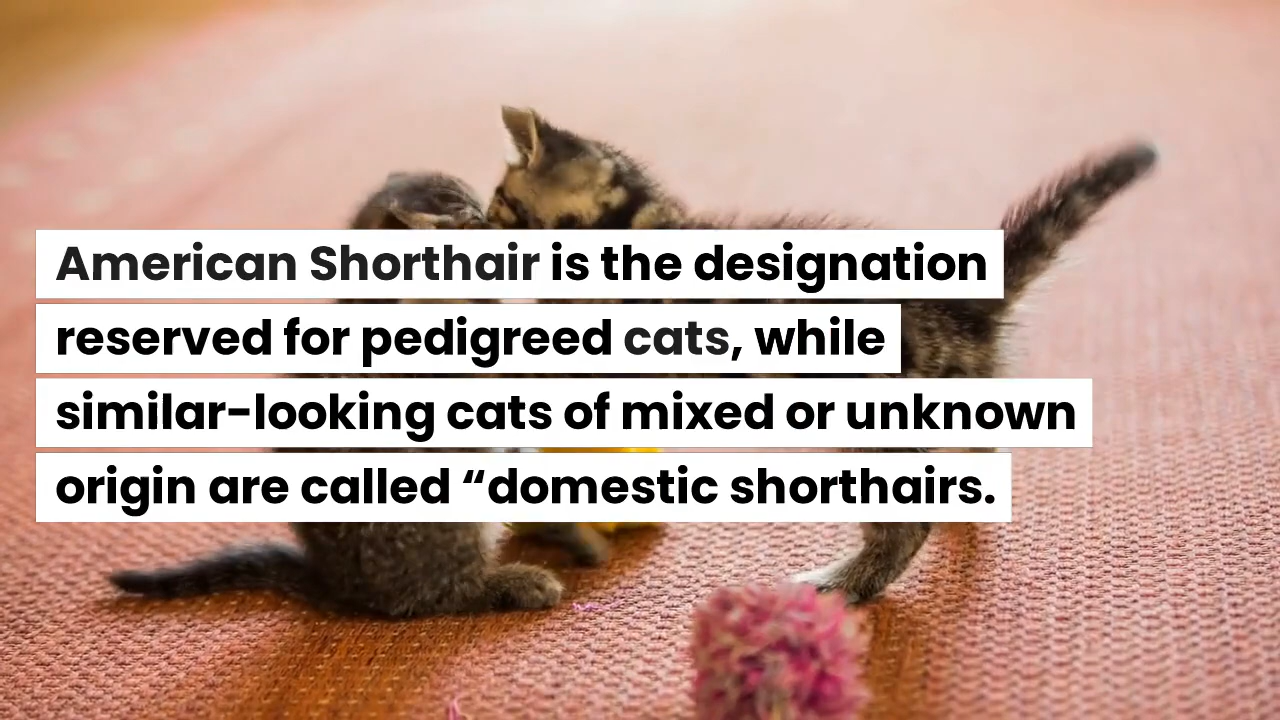 American Shorthair is the designation
reserved for pedigreed cats, while
similar-looking cats of mixed or unknown
origin are called “domestic shorthairs.